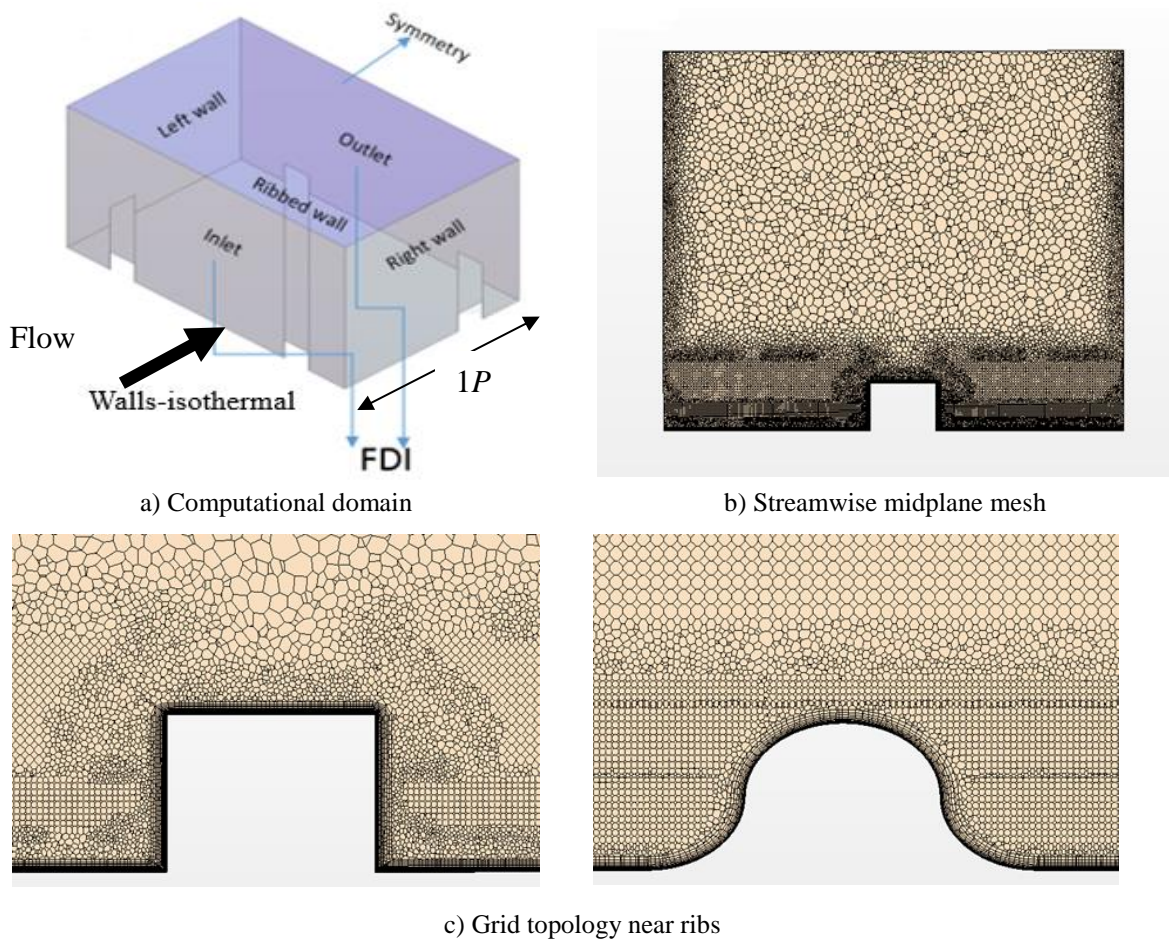 Symmetry
Left wall
Outlet
Ribbed wall
Inlet
Right wall
Flow
1P
Walls-isothermal
FDI
a) Computational domain
b) Streamwise midplane mesh
c) Grid topology near ribs